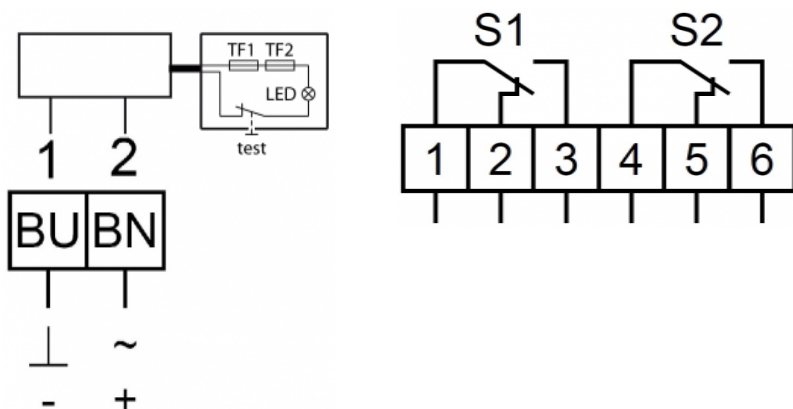 TF1 TF2
LED
test
1 2
BU BN
~
- +
S1 S2
1 2 3 4 5 6